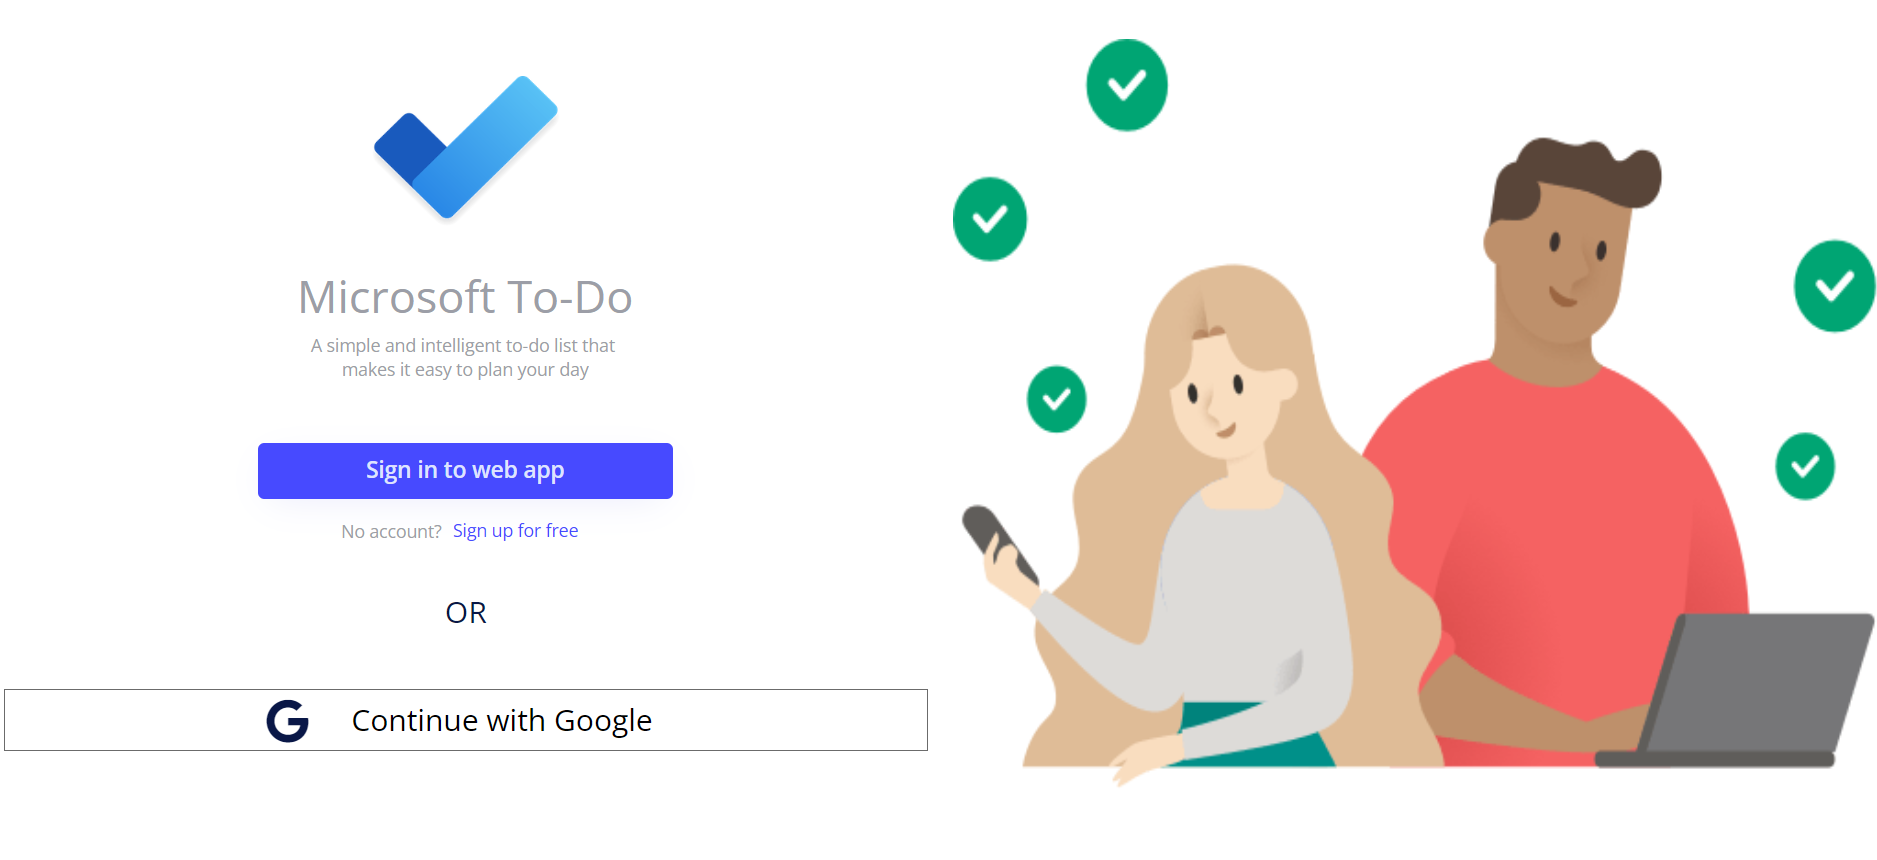 Microsoft To-Do
A simple and intelligent to-do list that
makes it easy to plan your day
Sign in to web app
No account? Sign up for free
OR
Continue with Google